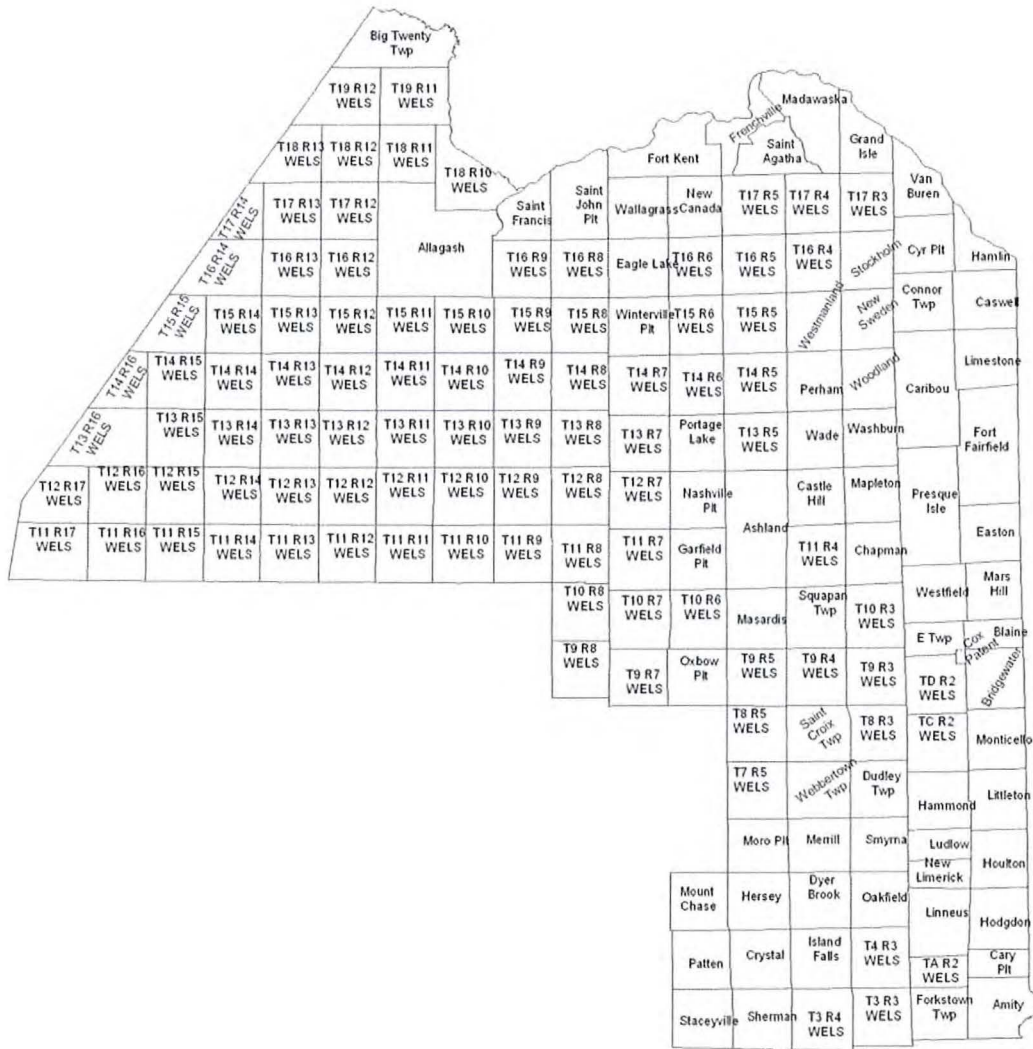 Big Twenty
Twp
T19 R12
WELS
T19 R11
WELS
Madawaska
Frenchville
T18 R13
WELS
T18 R12
WELS
T18 R11
WELS
T18 R10
WELS
Fort Kent
Saint
Agatha
Grand
Isle
Van
Buren
T17 R14
WELS
T17 R13
WELS
T17 R12
WELS
Allagash
Saint
Francis
Saint
John
Plt
Wallagrass
New
Canada
T17 R5
WELS
T17 R4
WELS
T17 R3
WELS
T16 R14
WELS
T16 R13
WELS
T16 R12
WELS
T16 R9
WELS
T16 R8
WELS
Eagle Lake
T16 R6
WELS
T16 R5
WELS
T16 R4
WELS
Stockholm
Cyr Plt
Hamlin
T15 R15
WELS
T15 R14
WELS
T15 R13
WELS
T15 R12
WELS
T15 R11
WELS
T15 R10
WELS
T15 R9
WELS
T15 R8
WELS
Winterville
Plt
T15 R6
WELS
T15 R5
WELS
Westmanland
New
Sweden
Connor
Twp
Caswell
T14 R16
WELS
T14 R15
WELS
T14 R14
WELS
T14 R13
WELS
T14 R12
WELS
T14 R11
WELS
T14 R10
WELS
T14 R9
WELS
T14 R8
WELS
T14 R7
WELS
T14 R6
WELS
T14 R5
WELS
Perham
Woodland
Caribou
Limestone
T13 R16
WELS
T13 R15
WELS
T13 R14
WELS
T13 R13
WELS
T13 R12
WELS
T13 R11
WELS
T13 R10
WELS
T13 R9
WELS
T13 R8
WELS
T13 R7
WELS
Portage
Lake
T13 R5
WELS
Wade
Washburn
Fort
Fairfield
T12 R17
WELS
T12 R16
WELS
T12 R15
WELS
T12 R14
WELS
T12 R13
WELS
T12 R12
WELS
T12 R11
WELS
T12 R10
WELS
T12 R9
WELS
T12 R8
WELS
T12 R7
WELS
Nashville
Plt
Ashland
Castle
Hill
Mapleton
Presque
Isle
T11 R17
WELS
T11 R16
WELS
T11 R15
WELS
T11 R14
WELS
T11 R13
WELS
T11 R12
WELS
T11 R11
WELS
T11 R10
WELS
T11 R9
WELS
T11 R8
WELS
T11 R7
WELS
Garfield
Plt
T11 R4
WELS
Chapman
Easton
T10 R8
WELS
T10 R7
WELS
T10 R6
WELS
Masardis
Squapan
Twp
T10 R3
WELS
Westfield
Mars
Hill
E Twp
Cox
Patent
Blaine
T9 R8
WELS
T9 R7
WELS
Oxbow
Plt
T9 R5
WELS
T9 R4
WELS
T9 R3
WELS
TD R2
WELS
Bridgewater
T8 R5
WELS
Saint
Croix
Twp
T8 R3
WELS
TC R2
WELS
Monticello
T7 R5
WELS
Webbertown
Twp
Dudley
Twp
Hammond
Littleton
Moro Plt
Merrill
Smyrna
Ludlow
New
Limerick
Houlton
Mount
Chase
Hersey
Dyer
Brook
Oakfield
Linneus
Hodgdon
Patten
Crystal
Island
Falls
T4 R3
WELS
TA R2
WELS
Cary
Plt
Staceyville
Sherman
T3 R4
WELS
T3 R3
WELS
Forkstown
Twp
Amity